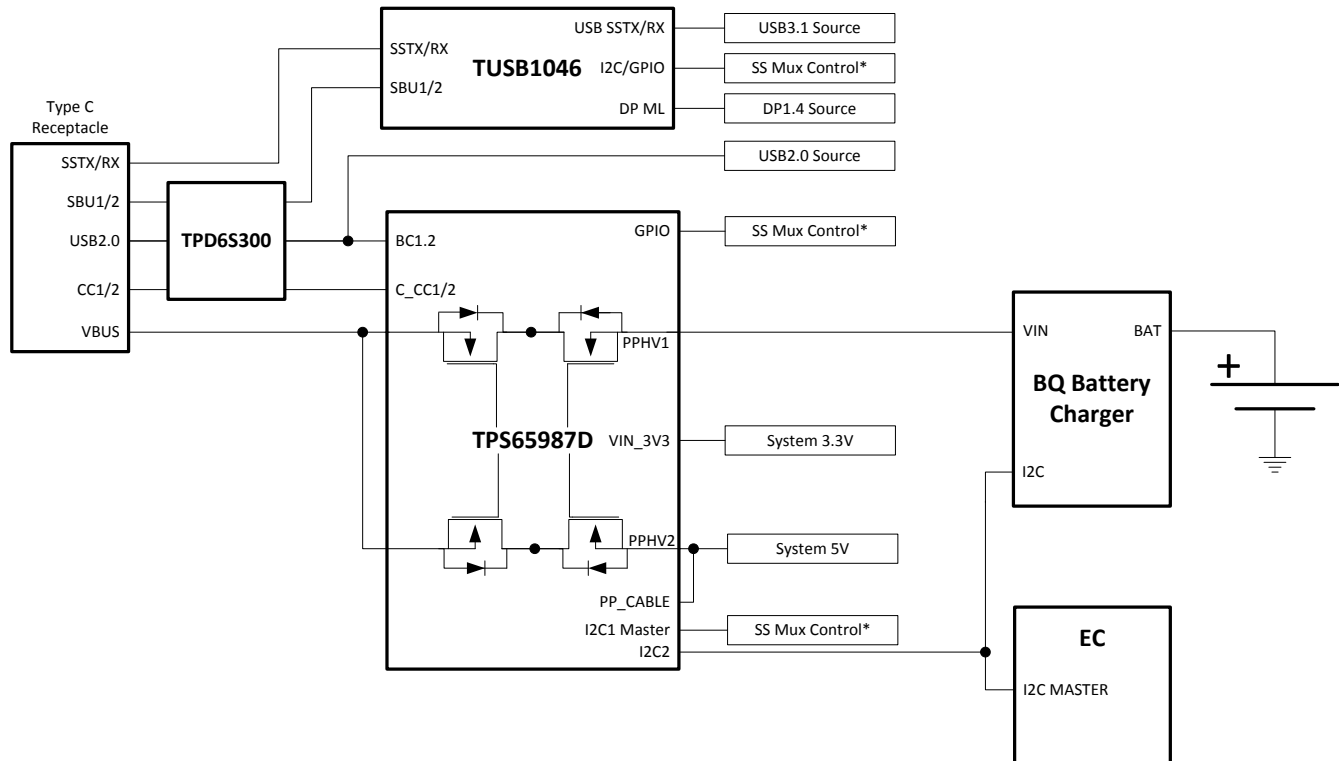 USB SSTX/RX
USB3.1 Source
SSTX/RX
TUSB1046
I2C/GPIO
SS Mux Control*
SBU1/2
DP ML
DP1.4 Source
Type C
Receptacle
SSTX/RX
USB2.0 Source
SBU1/2
TPD6S300
USB2.0
BC1.2
GPIO
SS Mux Control*
CC1/2
C_CC1/2
VBUS
PPHV1
VIN
BAT
+
BQ Battery
Charger
TPS65987D
VIN_3V3
System 3.3V
I2C
PPHV2
System 5V
PP_CABLE
I2C1 Master
SS Mux Control*
I2C2
EC
I2C MASTER